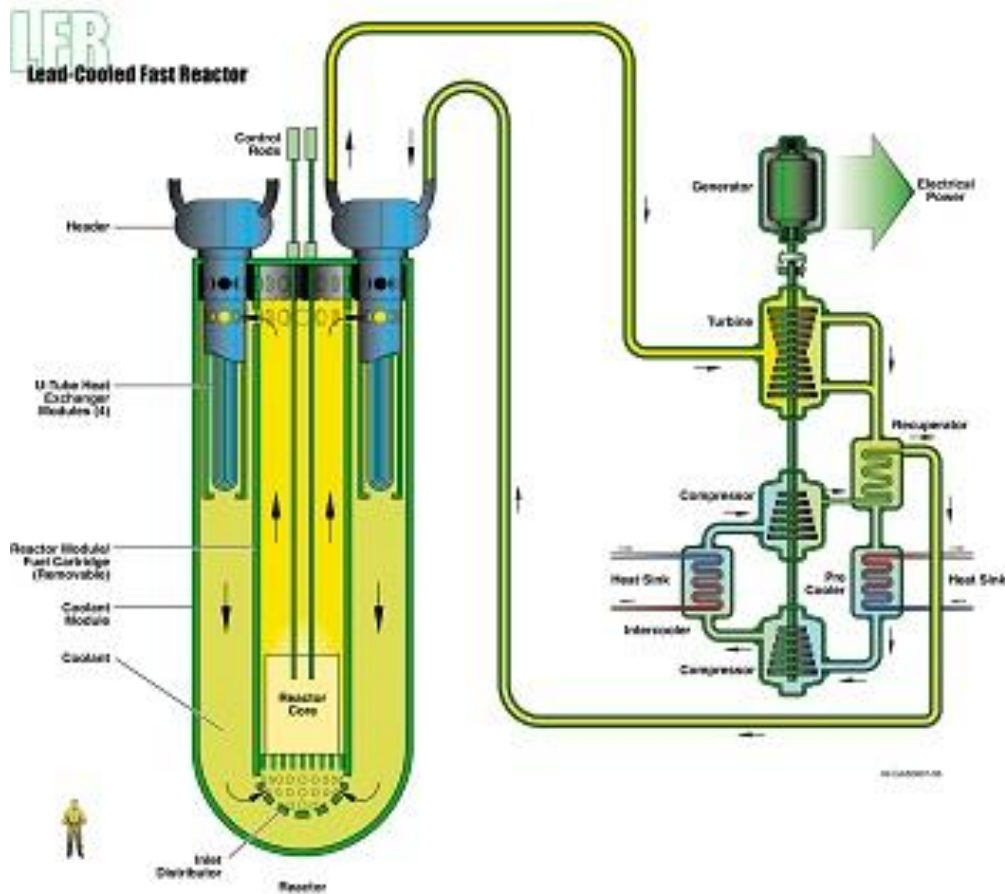 LFR
Lead-Cooled Fast Reactor
Control
Rods
Header
Generator
Electrical
Power
Turbine
U-Tube Heat
Exchanger
Modules (4)
Recuperator
Compressor
Reactor Module/
Fuel Cartridge
(Removable)
Heat Sink
Pre
Cooler
Heat Sink
Coolant
Module
Intercooler
Coolant
Compressor
Reactor
Core
Inlet
Distributor
Reactor